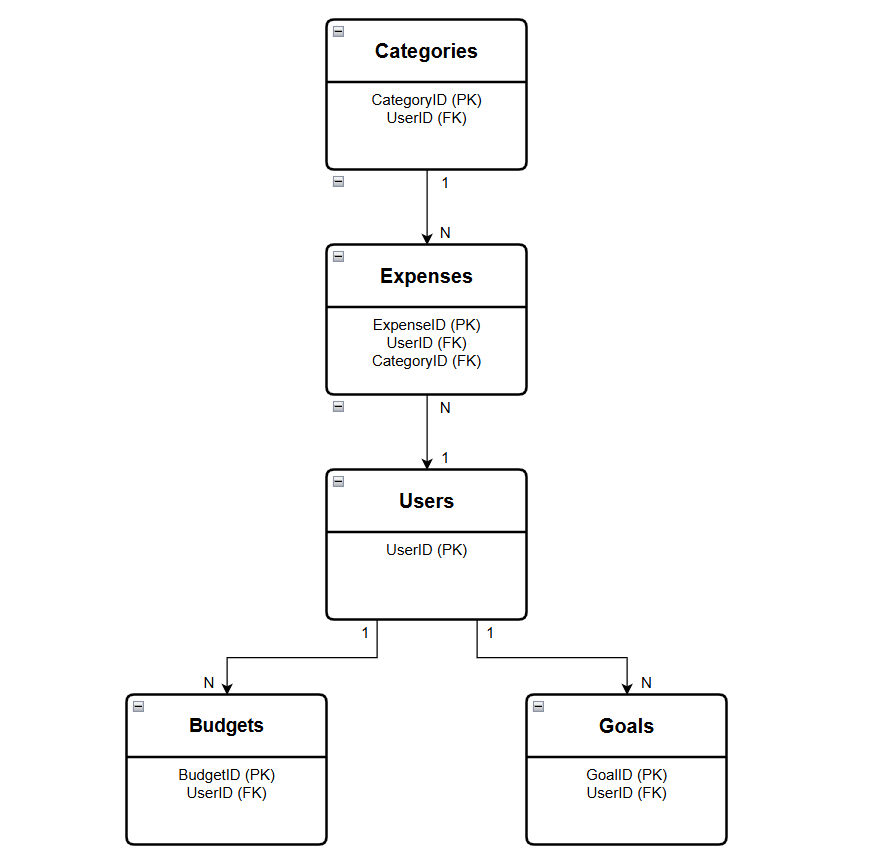 Categories
CategoryID (PK)
UserID (FK)
1
N
Expenses
ExpenseID (PK)
UserID (FK)
CategoryID (FK)
N
1
Users
UserID (PK)
1
1
N
N
Budgets
BudgetID (PK)
UserID (FK)
Goals
GoalID (PK)
UserID (FK)